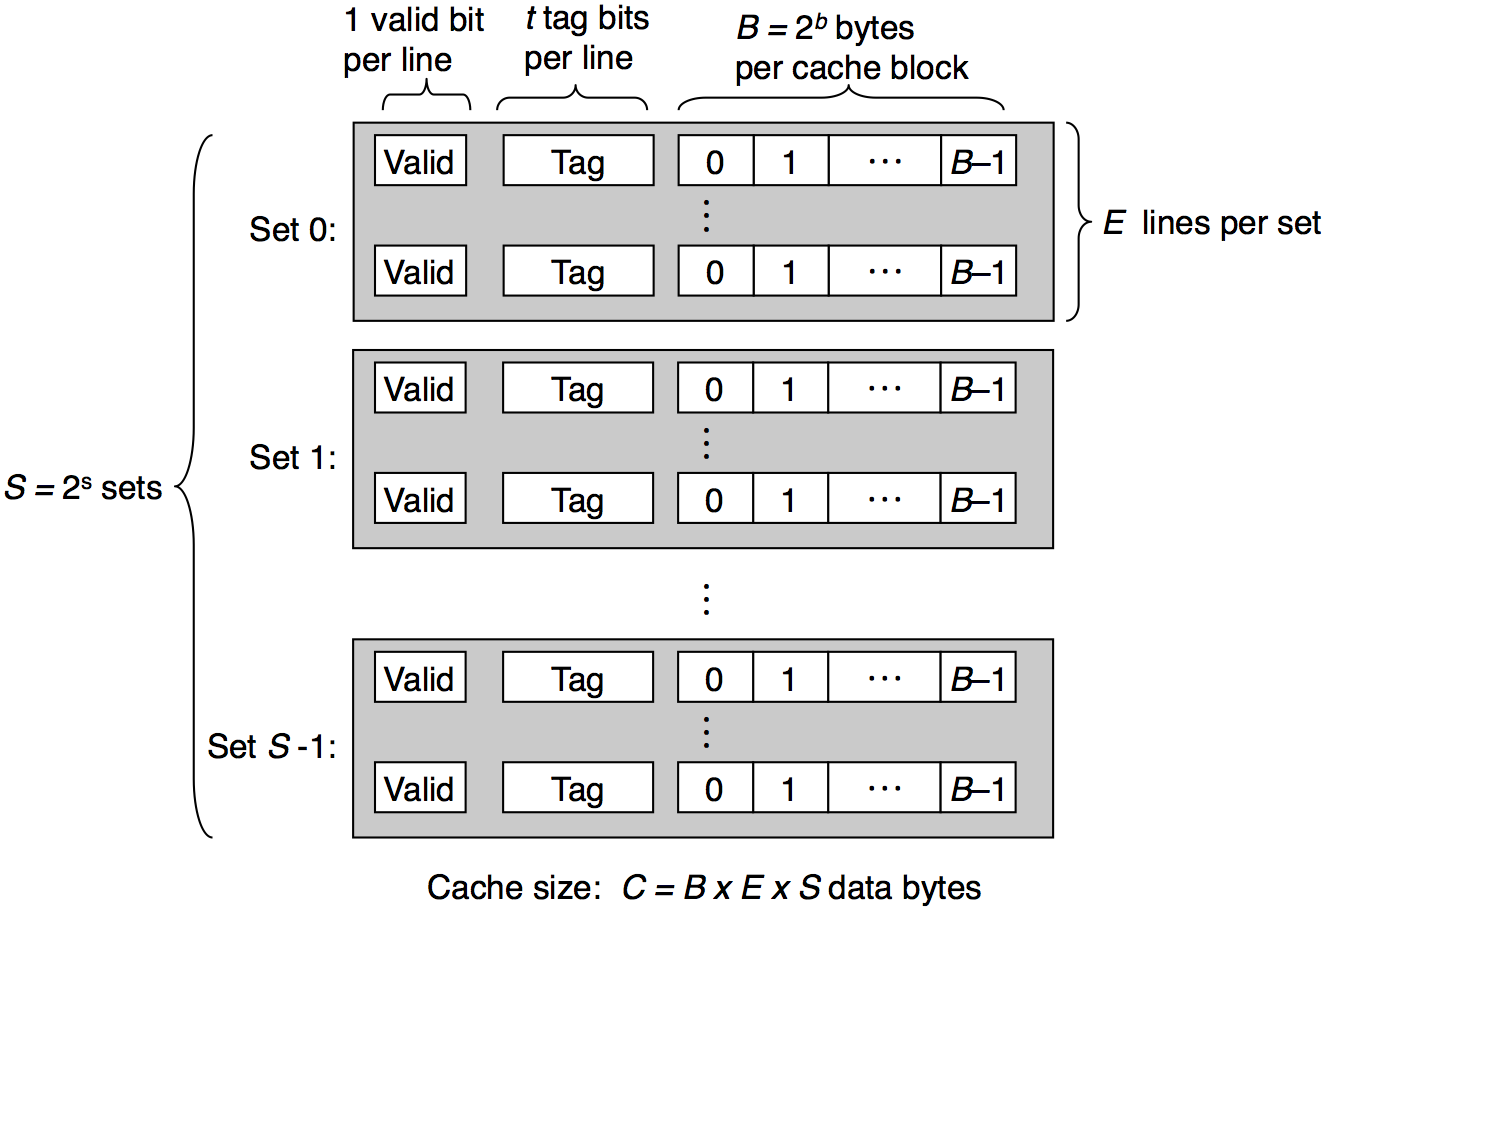 1 valid bit
per line
t tag bits
per line
B = 2^b bytes
per cache block
Valid Tag 0 1 ... B–1
⋮
Set 0:
Valid Tag 0 1 ... B–1
E lines per set
Valid Tag 0 1 ... B–1
⋮
Set 1:
Valid Tag 0 1 ... B–1
S = 2^s sets
⋮
Valid Tag 0 1 ... B–1
⋮
Set S -1:
Valid Tag 0 1 ... B–1
Cache size: C = B x E x S data bytes